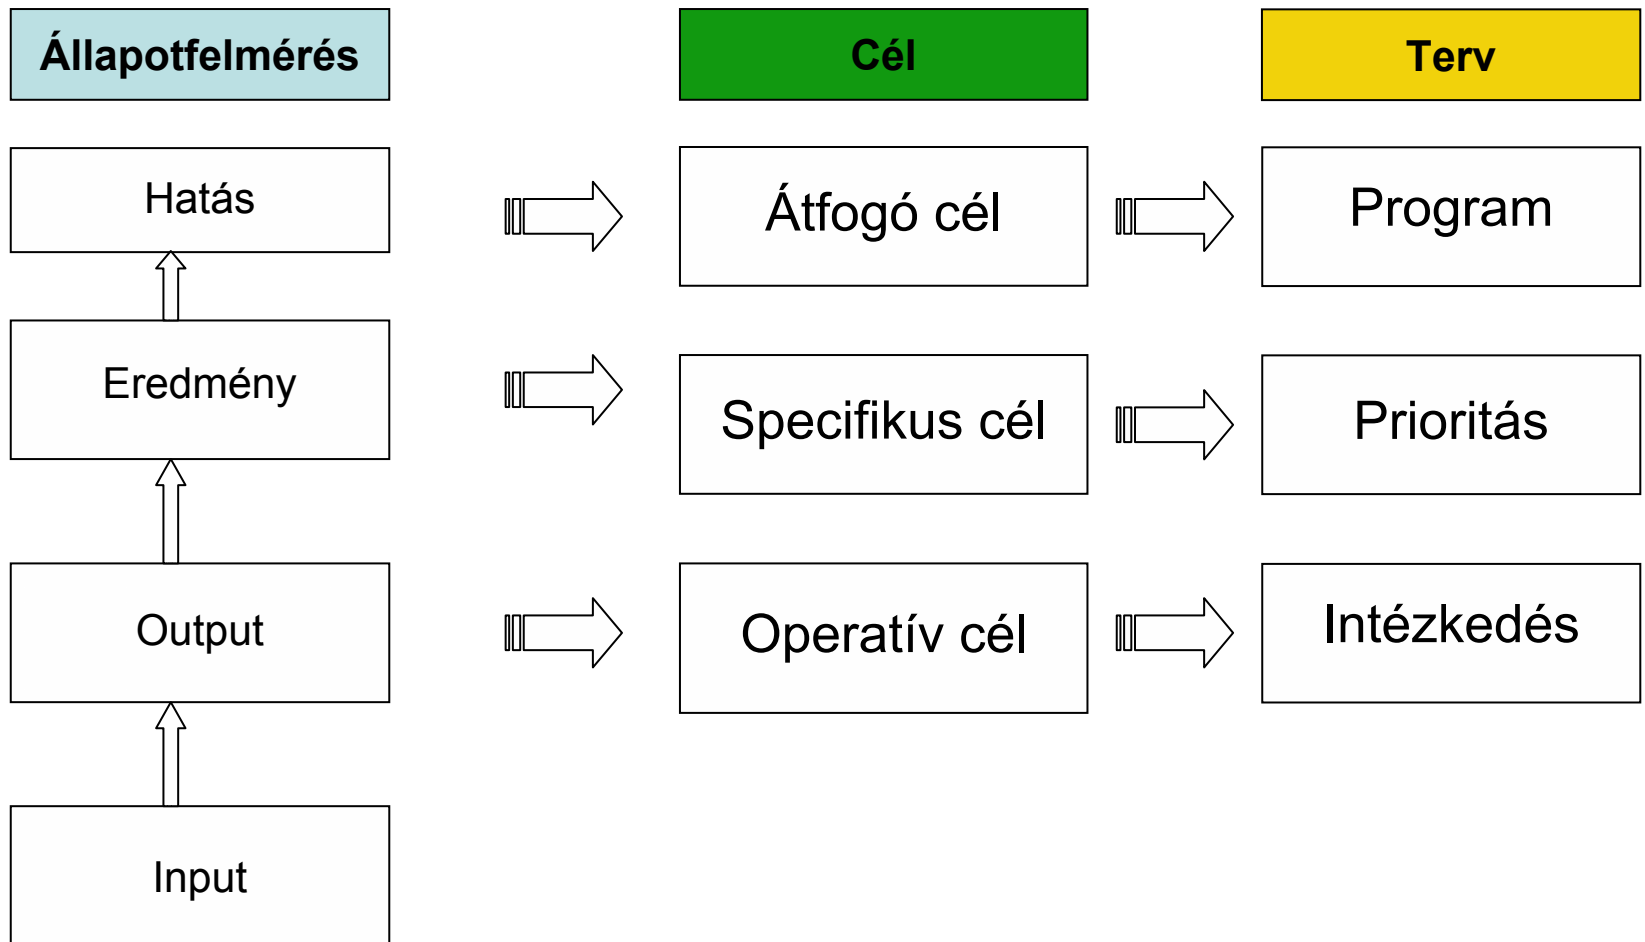 Állapotfelmérés
Cél
Terv
Hatás
Átfogó cél
Program
Eredmény
Specifikus cél
Prioritás
Output
Operatív cél
Intézkedés
Input